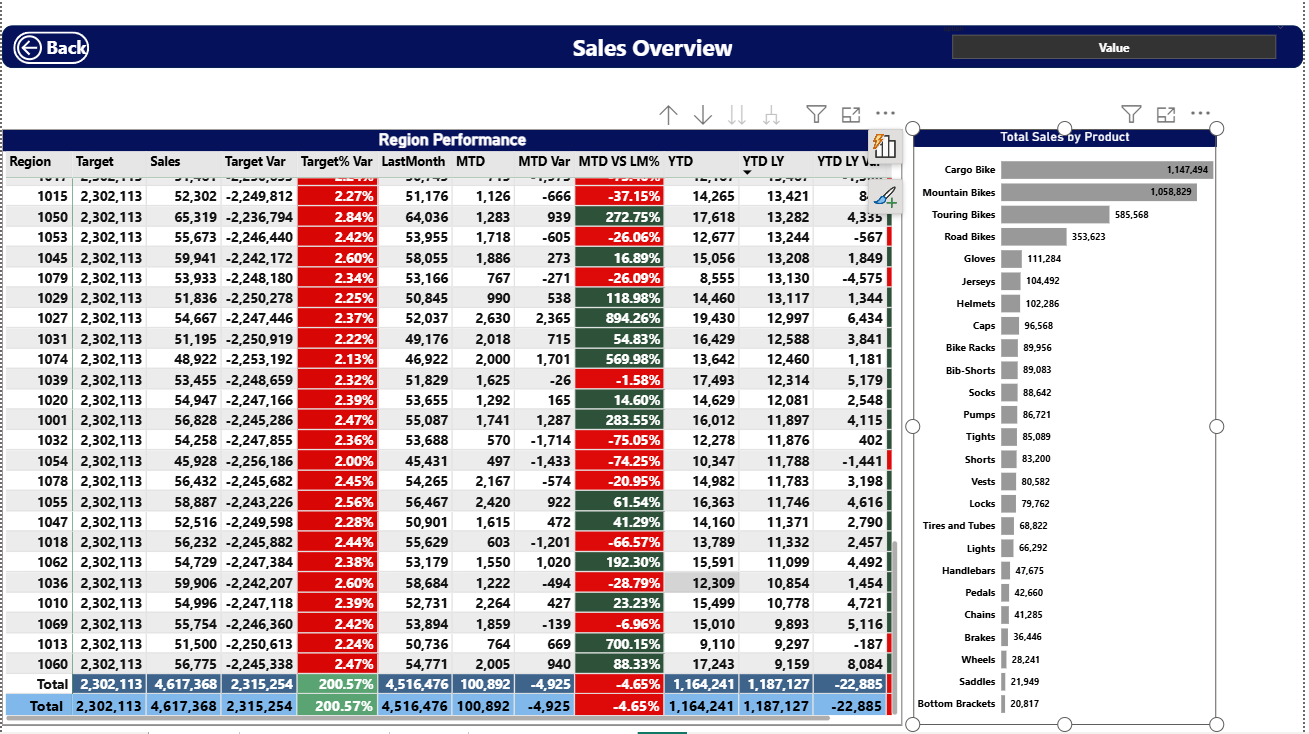 Back
Sales Overview
Value
Region Performance
Region Target Sales Target Var Target% Var LastMonth MTD MTD Var MTD VS LM% YTD YTD LY YTD LY
1015 2,302,113 52,302 -2,249,812 2.27% 51,176 1,126 -666 -37.15% 14,265 13,421
1050 2,302,113 65,319 -2,236,794 2.84% 64,036 1,283 939 272.75% 17,618 13,282 4,335
1053 2,302,113 55,673 -2,246,440 2.42% 53,955 1,718 -605 -26.06% 12,677 13,244 -567
1045 2,302,113 59,941 -2,242,172 2.60% 58,055 1,886 273 16.89% 15,056 13,208 1,849
1079 2,302,113 53,933 -2,248,180 2.34% 53,166 767 -271 -26.09% 8,555 13,130 -4,575
1029 2,302,113 51,836 -2,250,278 2.25% 50,845 990 538 118.98% 14,460 13,117 1,344
1027 2,302,113 54,667 -2,247,446 2.37% 52,037 2,630 2,365 894.26% 19,430 12,997 6,434
1031 2,302,113 51,195 -2,250,919 2.22% 49,176 2,018 715 54.83% 16,429 12,588 3,841
1074 2,302,113 48,922 -2,253,192 2.13% 46,922 2,000 1,701 569.98% 13,642 12,460 1,181
1039 2,302,113 53,455 -2,248,659 2.32% 51,829 1,625 -26 -1.58% 17,493 12,314 5,179
1020 2,302,113 54,947 -2,247,166 2.39% 53,655 1,292 165 14.60% 14,629 12,081 2,548
1001 2,302,113 56,828 -2,245,286 2.47% 55,087 1,741 1,287 283.55% 16,012 11,897 4,115
1032 2,302,113 54,258 -2,247,855 2.36% 53,688 570 -1,714 -75.05% 12,278 11,876 402
1054 2,302,113 45,928 -2,256,186 2.00% 45,431 497 -1,433 -74.25% 10,347 11,788 -1,441
1078 2,302,113 56,432 -2,245,682 2.45% 54,265 2,167 -574 -20.95% 14,982 11,783 3,198
1055 2,302,113 58,887 -2,243,226 2.56% 56,467 2,420 922 61.54% 16,363 11,746 4,616
1047 2,302,113 52,516 -2,249,598 2.28% 50,901 1,615 472 41.29% 14,160 11,371 2,790
1018 2,302,113 56,232 -2,245,882 2.44% 55,629 603 -1,201 -66.57% 13,789 11,332 2,457
1062 2,302,113 54,729 -2,247,384 2.38% 53,179 1,550 1,020 192.30% 15,591 11,099 4,492
1036 2,302,113 59,906 -2,242,207 2.60% 58,684 1,222 -494 -28.79% 12,309 10,854 1,454
1010 2,302,113 54,996 -2,247,118 2.39% 52,731 2,264 427 23.23% 15,499 10,778 4,721
1069 2,302,113 55,754 -2,246,360 2.42% 53,894 1,859 -139 -6.96% 15,010 9,893 5,116
1013 2,302,113 51,500 -2,250,613 2.24% 50,736 764 669 700.15% 9,110 9,297 -187
1060 2,302,113 56,775 -2,245,338 2.47% 54,771 2,005 940 88.33% 17,243 9,159 8,084
Total 2,302,113 4,617,368 2,315,254 200.57% 4,516,476 100,892 -4,925 -4.65% 1,164,241 1,187,127 -22,885
Total 2,302,113 4,617,368 2,315,254 200.57% 4,516,476 100,892 -4,925 -4.65% 1,164,241 1,187,127 -22,885
Total Sales by Product
Cargo Bike 1,147,494
Mountain Bikes 1,058,829
Touring Bikes 585,568
Road Bikes 353,623
Gloves 111,284
Jerseys 104,492
Helmets 102,286
Caps 96,568
Bike Racks 89,956
Bib-Shorts 89,083
Socks 88,642
Pumps 86,721
Tights 85,089
Shorts 83,200
Vests 80,582
Locks 79,762
Tires and Tubes 68,822
Lights 66,292
Handlebars 47,675
Pedals 42,660
Chains 41,285
Brakes 36,446
Wheels 28,241
Saddles 21,949
Bottom Brackets 20,817